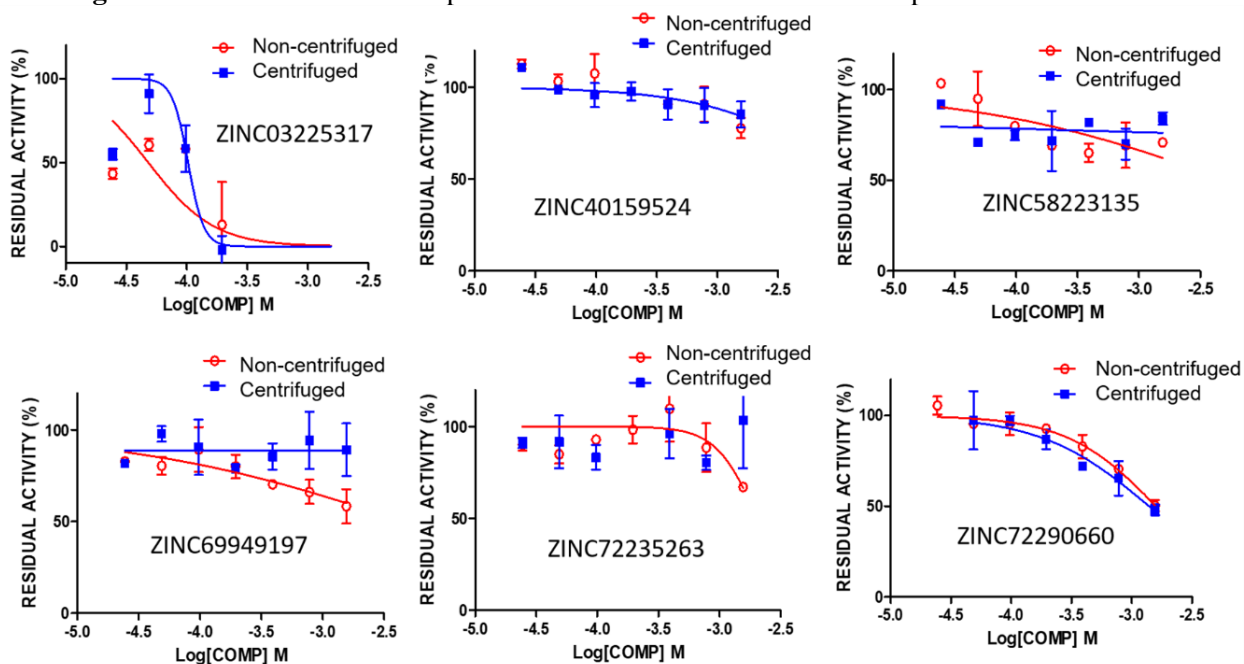 Non-centrifuged
Centrifuged
ZINC03225317
RESIDUAL ACTIVITY (%)
100
50
0
-5.0 -4.5 -4.0 -3.5 -3.0 -2.5
Log[COMP] M
Non-centrifuged
Centrifuged
ZINC40159524
RESIDUAL ACTIVITY (%)
100
50
0
-5.0 -4.5 -4.0 -3.5 -3.0 -2.5
Log[COMP] M
Non-centrifuged
Centrifuged
ZINC58223135
RESIDUAL ACTIVITY (%)
100
50
0
-5.0 -4.5 -4.0 -3.5 -3.0 -2.5
Log[COMP] M
Non-centrifuged
Centrifuged
ZINC69949197
RESIDUAL ACTIVITY (%)
100
50
0
-5.0 -4.5 -4.0 -3.5 -3.0 -2.5
Log[COMP] M
Non-centrifuged
Centrifuged
ZINC72235263
RESIDUAL ACTIVITY (%)
100
50
0
-5.0 -4.5 -4.0 -3.5 -3.0 -2.5
Log[COMP] M
Non-centrifuged
Centrifuged
ZINC72290660
RESIDUAL ACTIVITY (%)
100
50
0
-5.0 -4.5 -4.0 -3.5 -3.0 -2.5
Log[COMP] M